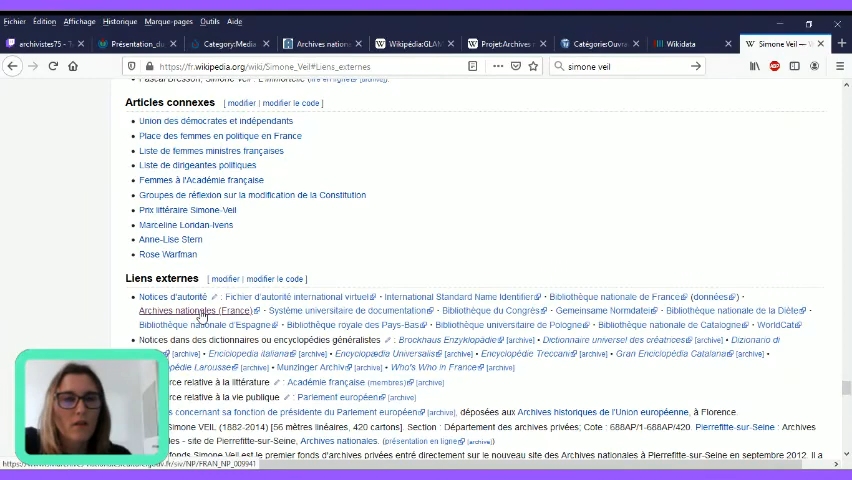 Fichier Édition Affichage Historique Marque-pages Outils Aide
archivistes75 - Présentation_du Category:Media Archives nation Wikipédia:GLAM Projet:Archives Catégorie:Ouvra Wikidata Simone Veil —
https://fr.wikipedia.org/wiki/Simone_Veil#Liens_externes simone veil
Articles connexes [ modifier | modifier le code ]
Union des démocrates et indépendants
Place des femmes en politique en France
Liste de femmes ministres françaises
Liste de dirigeantes politiques
Femmes à l'Académie française
Groupes de réflexion sur la modification de la Constitution
Prix littéraire Simone-Veil
Marceline Loridan-Ivens
Anne-Lise Stern
Rose Warfman
Liens externes [ modifier | modifier le code ]
Notices d'autorité : Fichier d'autorité international virtuel · International Standard Name Identifier · Bibliothèque nationale de France (données) ·
Archives nationales (France) · Système universitaire de documentation · Bibliothèque du Congrès · Gemeinsame Normdatei · Bibliothèque nationale de la Diète ·
Bibliothèque nationale d'Espagne · Bibliothèque royale des Pays-Bas · Bibliothèque universitaire de Pologne · Bibliothèque nationale de Catalogne · WorldCat
Notices dans des dictionnaires ou encyclopédies généralistes : Brockhaus Enzyklopädie [archive] · Dictionnaire universel des créatrices [archive] · Dizionario di
[archive] · Enciclopedia italiana [archive] · Encyclopædia Universalis [archive] · Encyclopédie Treccani [archive] · Gran Enciclopèdia Catalana [archive] ·
Larousse [archive] · Munzinger Archiv [archive] · Who's Who in France [archive]
relative à la littérature : Académie française (membres) [archive]
relative à la vie publique : Parlement européen [archive]
concernant sa fonction de présidente du Parlement européen [archive], déposées aux Archives historiques de l'Union européenne, à Florence.
Simone VEIL (1882-2014) [56 mètres linéaires, 420 cartons]. Section : Département des archives privées ; Cote : 688AP/1-688AP/420. Pierrefitte-sur-Seine : Archives
- site de Pierrefitte-sur-Seine, Archives nationales. (présentation en ligne [archive])
fonds Simone Veil est le premier fonds d'archives privées entré directement sur le nouveau site des Archives nationales à Pierrefitte-sur-Seine en septembre 2012. Il a